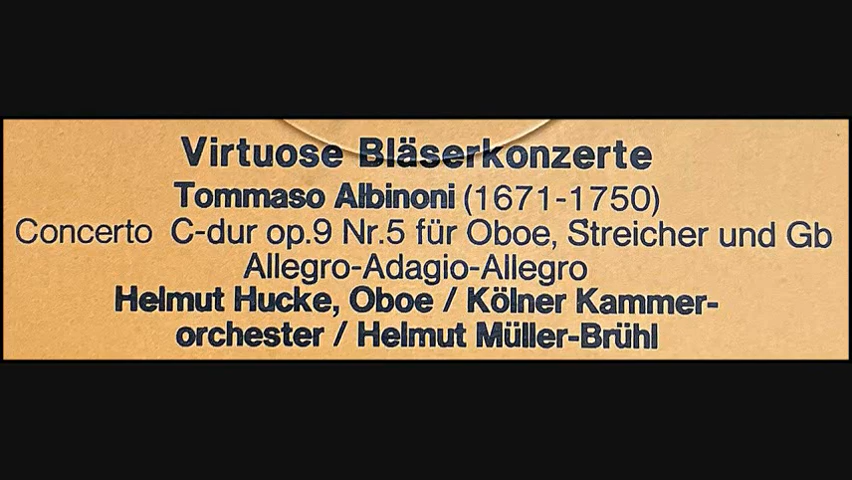 Virtuose Bläserkonzerte
Tommaso Albinoni (1671-1750)
Concerto C-dur op.9 Nr.5 für Oboe, Streicher und Gb
Allegro-Adagio-Allegro
Helmut Hucke, Oboe / Kölner Kammer-
orchester / Helmut Müller-Brühl